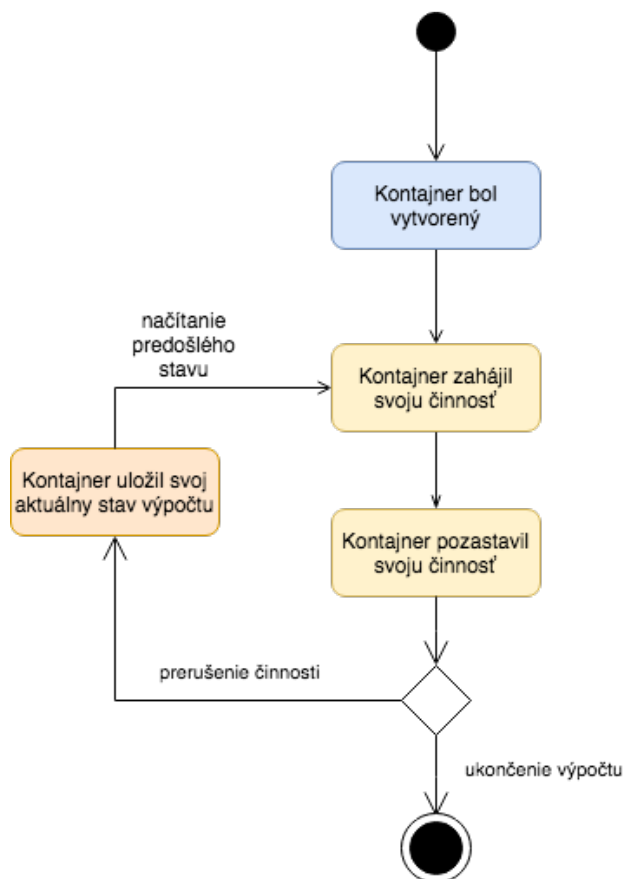 Kontajner bol
vytvorený
načítanie
predošlého
stavu
Kontajner zahájil
svoju činnosť
Kontajner uložil svoj
aktuálny stav výpočtu
Kontajner pozastavil
svoju činnosť
prerušenie činnosti
ukončenie výpočtu